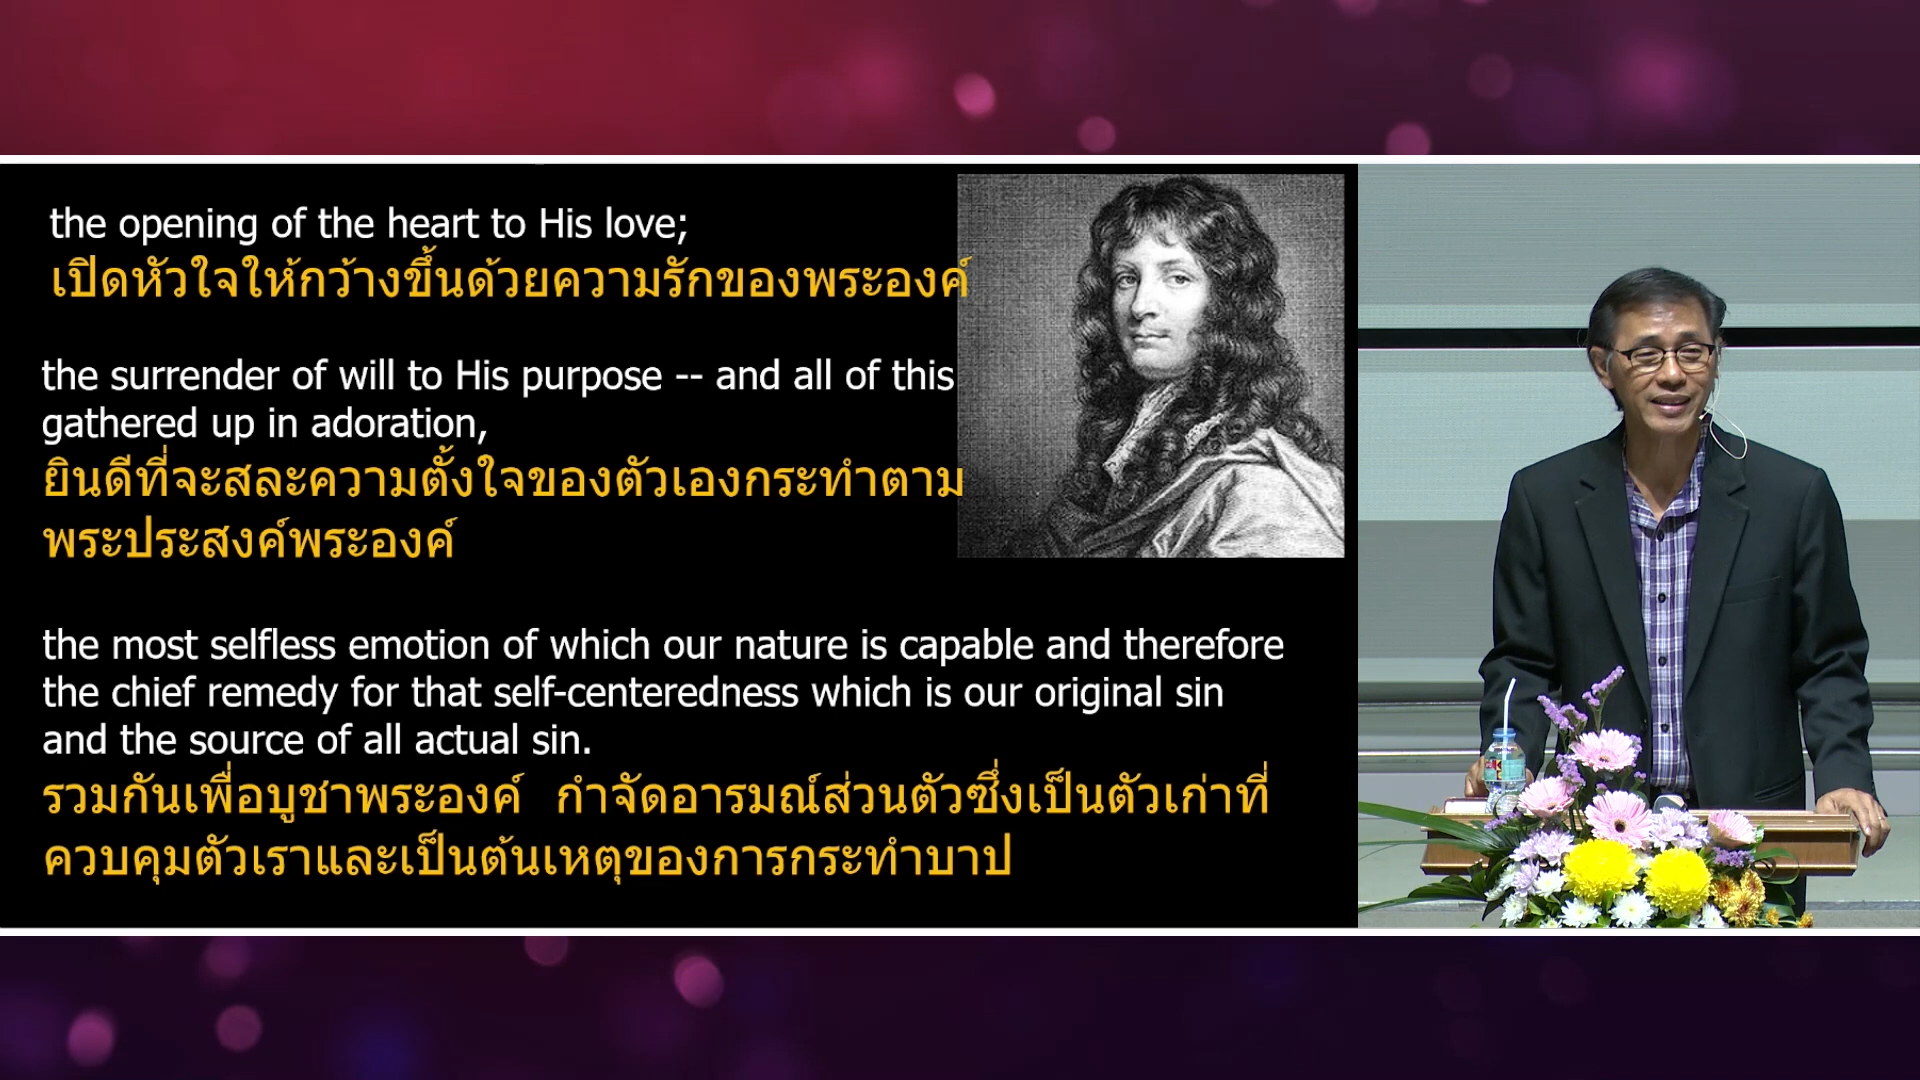 the opening of the heart to His love;
เปิดหัวใจให้กว้างขึ้นด้วยความรักของพระองค์
the surrender of will to His purpose -- and all of this
gathered up in adoration,
ยินดีที่จะสละความตั้งใจของตัวเองกระทำตาม
พระประสงค์พระองค์
the most selfless emotion of which our nature is capable and therefore
the chief remedy for that self-centeredness which is our original sin
and the source of all actual sin.
รวมกันเพื่อบูชาพระองค์ กำจัดอารมณ์ส่วนตัวซึ่งเป็นตัวเก่าที่
ควบคุมตัวเราและเป็นต้นเหตุของการกระทำบาป